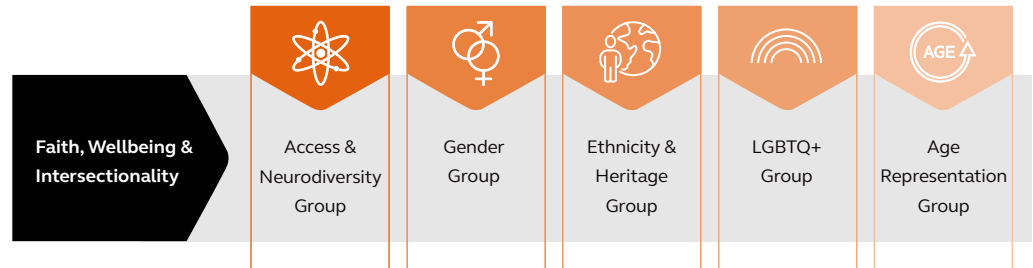 AGE
Faith, Wellbeing &
Intersectionality
Access &
Neurodiversity
Group
Gender
Group
Ethnicity &
Heritage
Group
LGBTQ+
Group
Age
Representation
Group